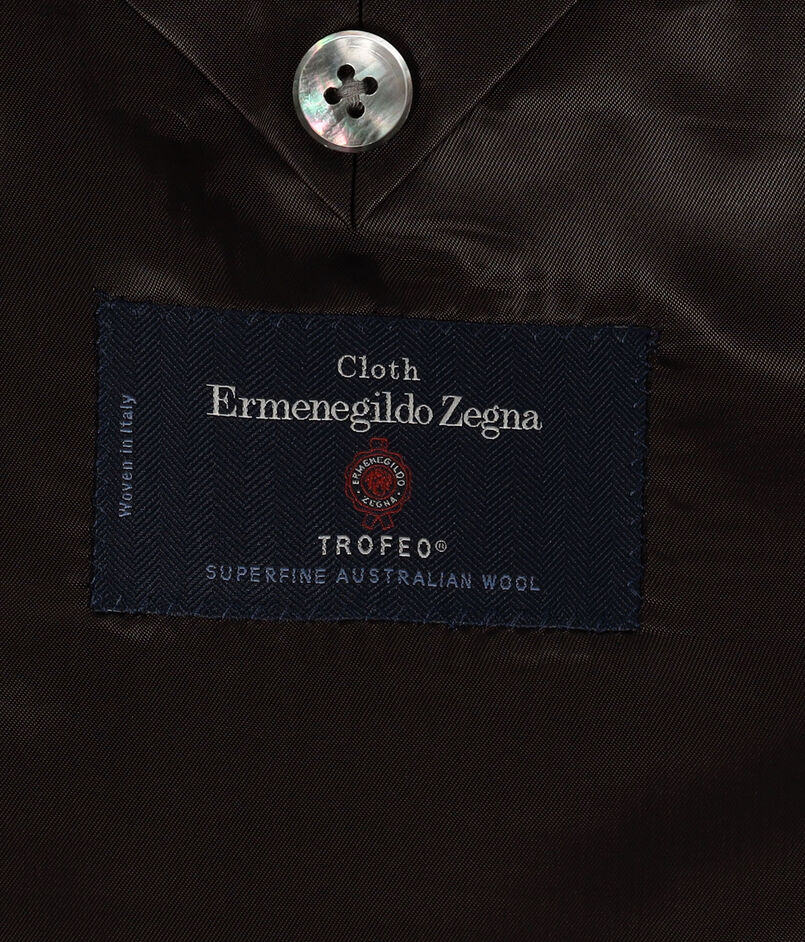 Cloth
Ermenegildo Zegna
ERMENEGILDO
ZEGNA
TROFEO®
SUPERFINE AUSTRALIAN WOOL
Woven in Italy